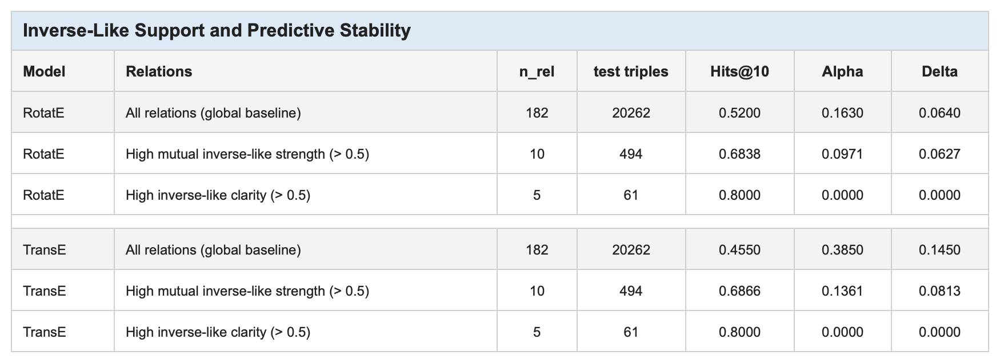 Inverse-Like Support and Predictive Stability
Model Relations n_rel test triples Hits@10 Alpha Delta
RotatE All relations (global baseline) 182 20262 0.5200 0.1630 0.0640
RotatE High mutual inverse-like strength (> 0.5) 10 494 0.6838 0.0971 0.0627
RotatE High inverse-like clarity (> 0.5) 5 61 0.8000 0.0000 0.0000
TransE All relations (global baseline) 182 20262 0.4550 0.3850 0.1450
TransE High mutual inverse-like strength (> 0.5) 10 494 0.6866 0.1361 0.0813
TransE High inverse-like clarity (> 0.5) 5 61 0.8000 0.0000 0.0000